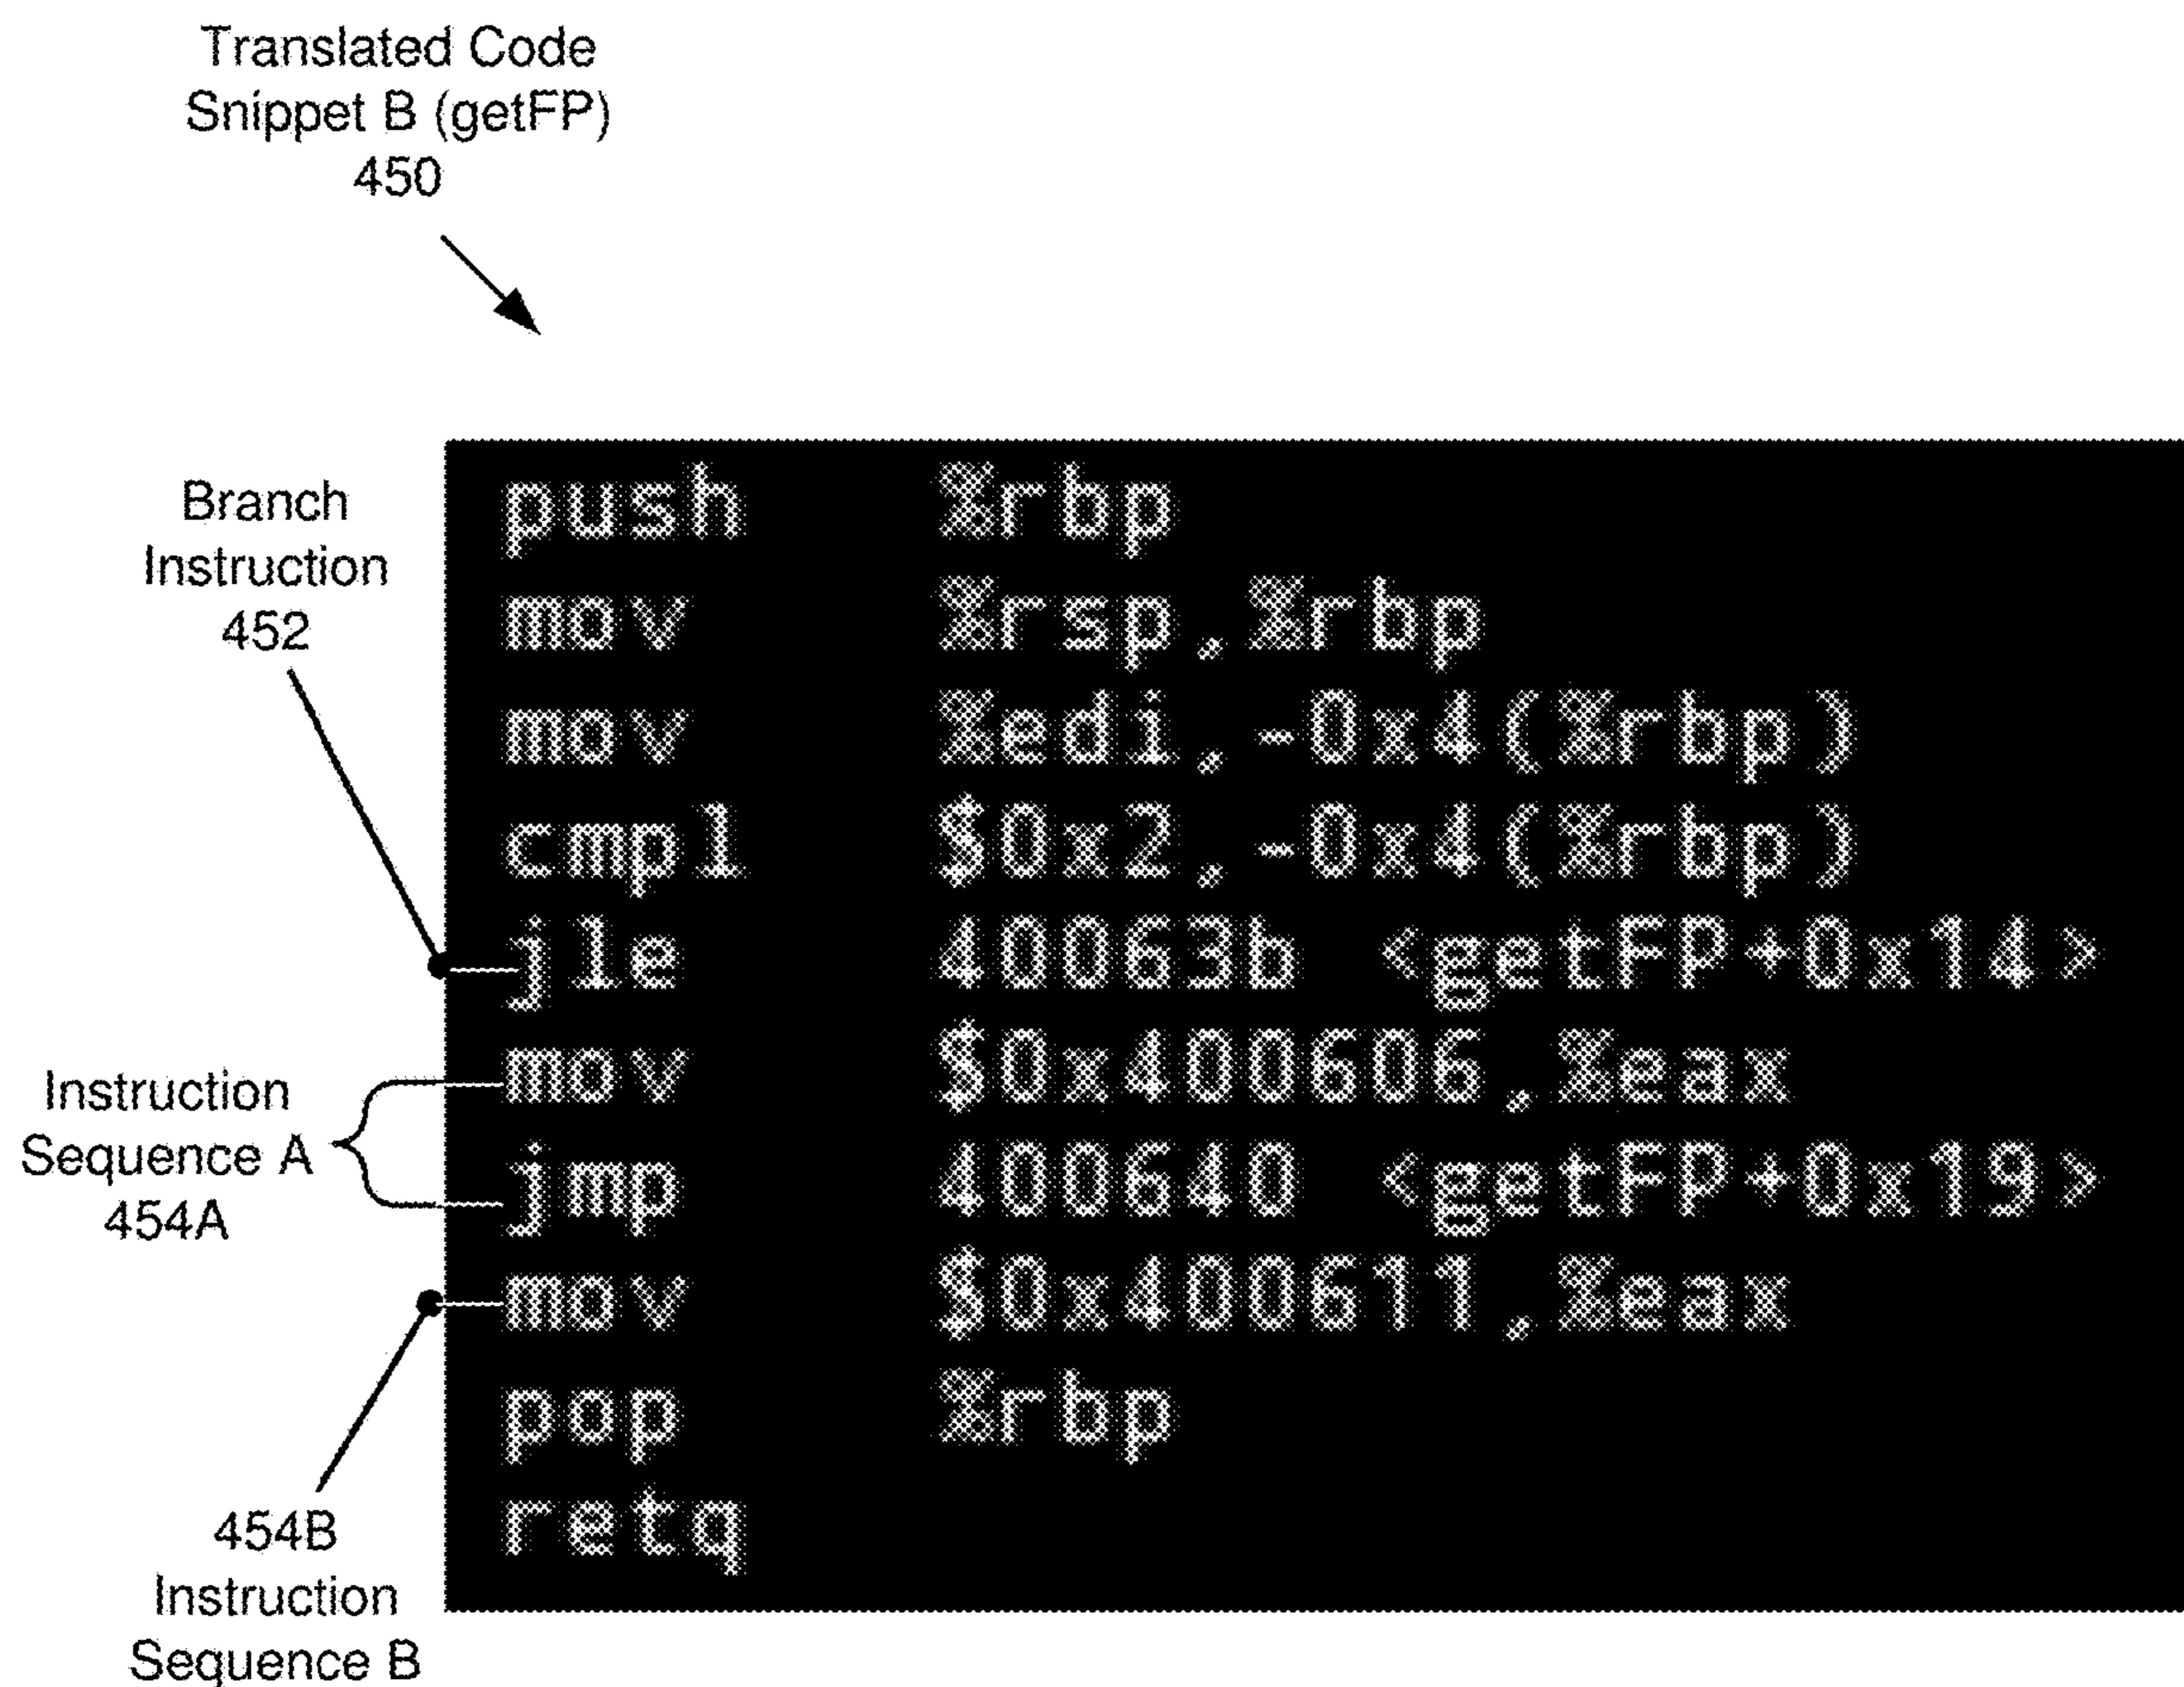 Translated Code
Snippet B (getFP)
450
Branch
Instruction
452
Instruction
Sequence A
454A
454B
Instruction
Sequence B
push %rbp
mov %rsp,%rbp
mov %edi,-0x4(%rbp)
cmpl $0x2,-0x4(%rbp)
jle 40063b <getFP+0x14>
mov $0x400606,%eax
jmp 400640 <getFP+0x19>
mov $0x400611,%eax
pop %rbp
retq